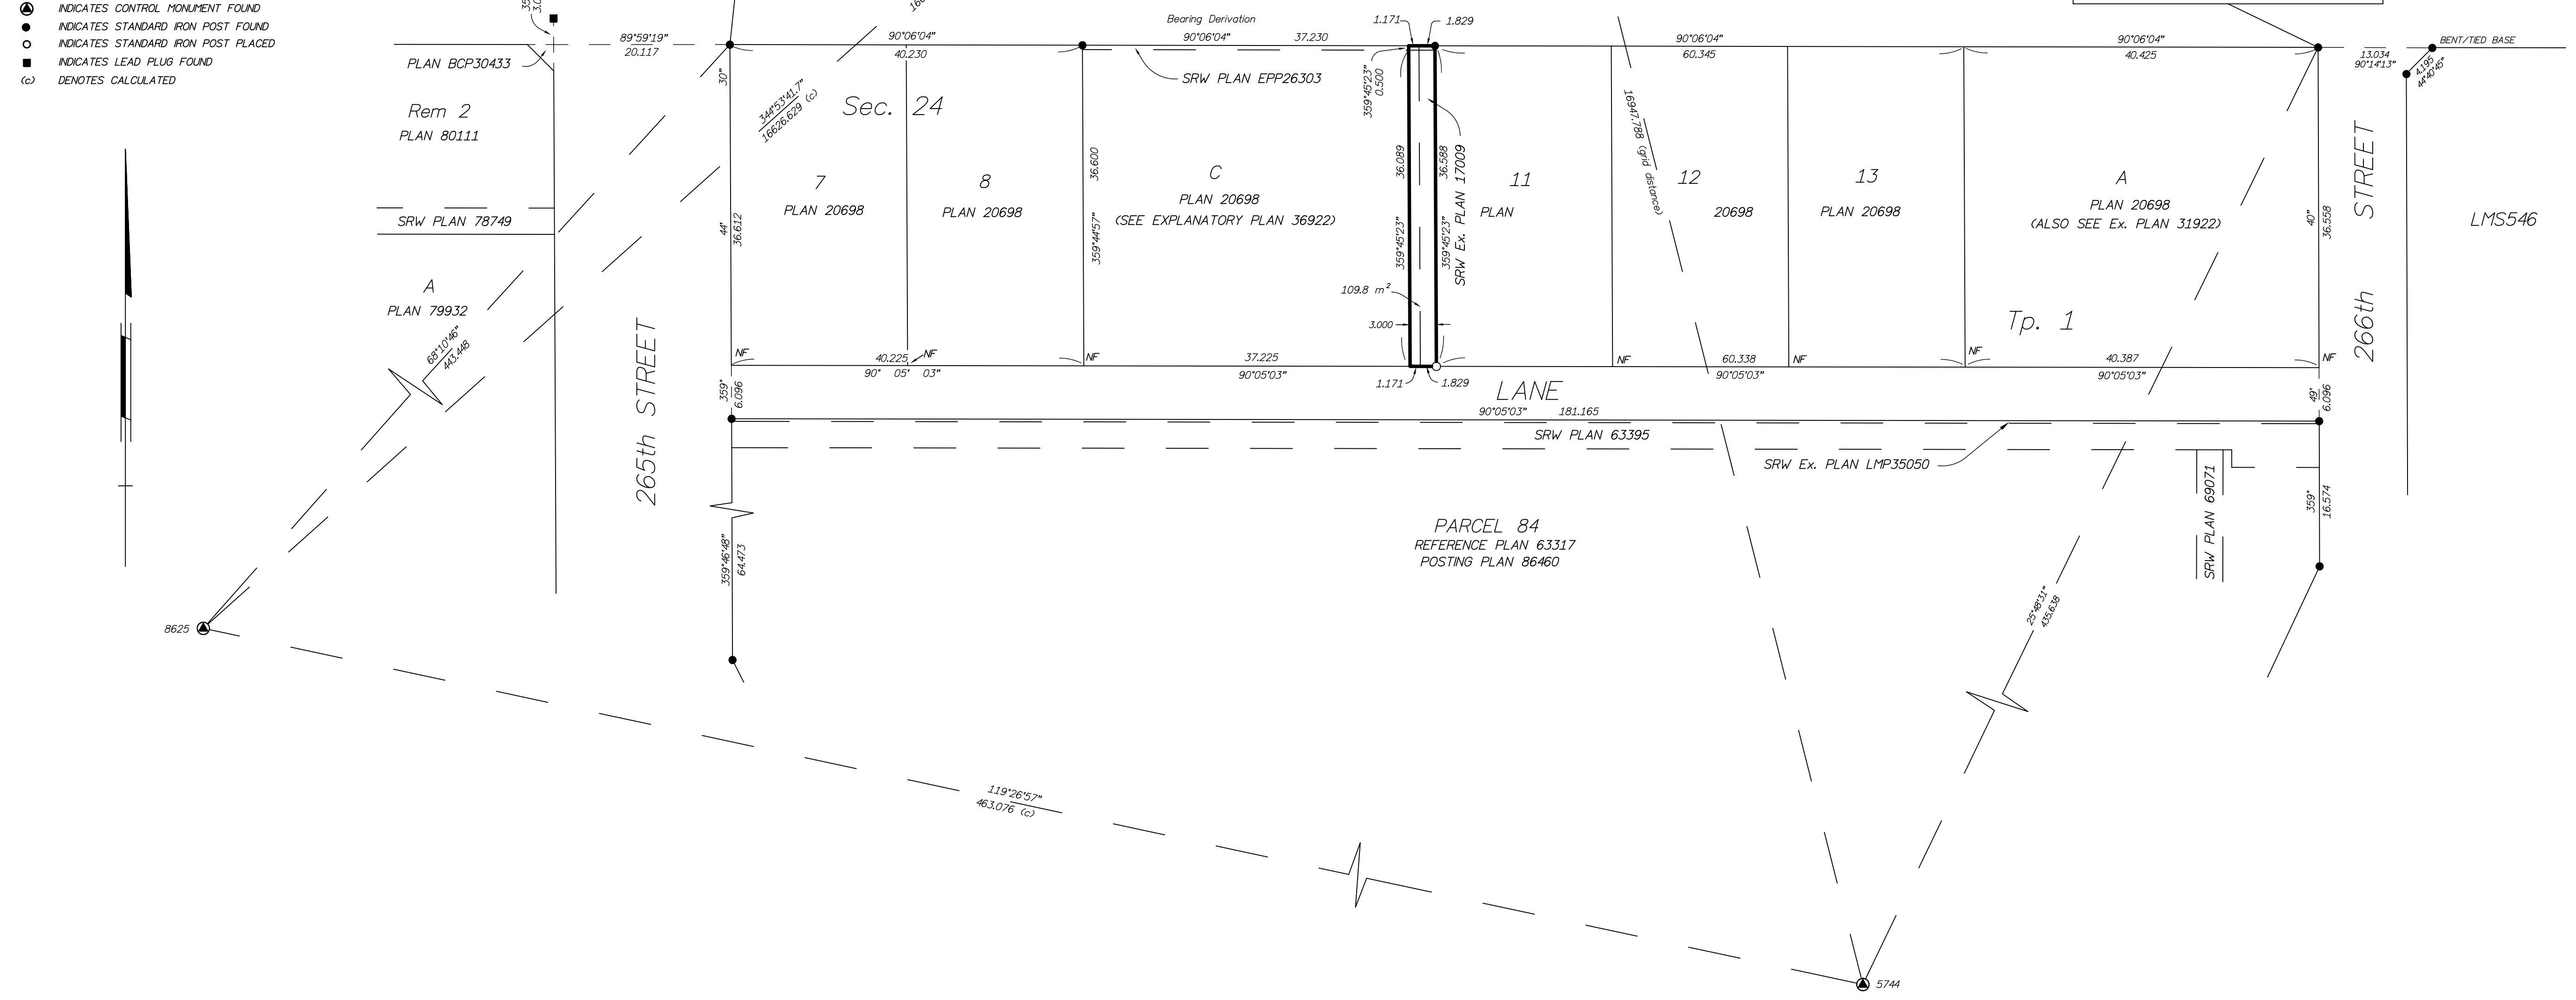 INDICATES CONTROL MONUMENT FOUND
INDICATES STANDARD IRON POST FOUND
INDICATES STANDARD IRON POST PLACED
INDICATES LEAD PLUG FOUND
(c) DENOTES CALCULATED
89°59'19"
20.117
PLAN BCP30433
Rem 2
PLAN 80111
SRW PLAN 78749
A
PLAN 79932
68°10'46"
443.448
265th STREET
30"
44'
36.612
359°
6.096
344°53'41.7"
16626.629 (c)
90°06'04"
40.230
Sec. 24
7
PLAN 20698
8
PLAN 20698
Bearing Derivation
90°06'04" 37.230
SRW PLAN EPP26303
36.600
359°44'57"
C
PLAN 20698
(SEE EXPLANATORY PLAN 36922)
1.171
1.829
359°45'23"
0.500
36.089
359°45'23"
36.588
359°45'23"
SRW Ex. PLAN 17009
109.8 m²
3.000
90°06'04"
60.345
16947.788 (grid distance)
11
PLAN
12
20698
13
PLAN 20698
90°06'04"
40.425
A
PLAN 20698
(ALSO SEE Ex. PLAN 31922)
Tp. 1
40"
36.558
266th STREET
13.034
90°14'13"
4.195
44°40'45"
BENT/TIED BASE
LMS546
NF
40.225
NF
90° 05' 03"
NF
37.225
90°05'03"
1.171
1.829
NF
60.338
90°05'03"
NF
NF
40.387
90°05'03"
NF
49'
6.096
LANE
90°05'03" 181.165
SRW PLAN 63395
SRW Ex. PLAN LMP35050
SRW PLAN 69071
359°
16.574
359°46'48"
64.473
PARCEL 84
REFERENCE PLAN 63317
POSTING PLAN 86460
25°48'31"
435.638
8625
119°26'57"
463.076 (c)
5744